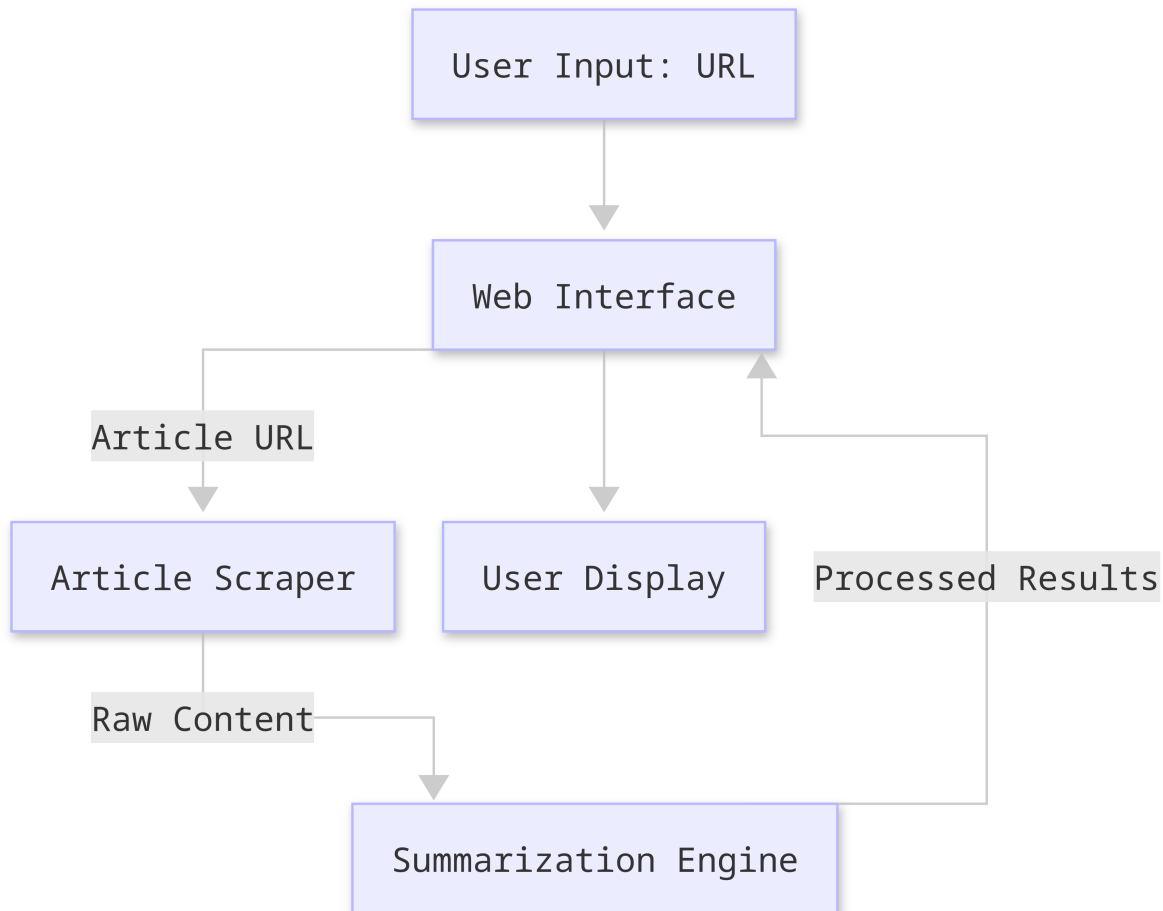 User Input: URL
Web Interface
Article URL
Article Scraper
User Display
Processed Results
Raw Content
Summarization Engine